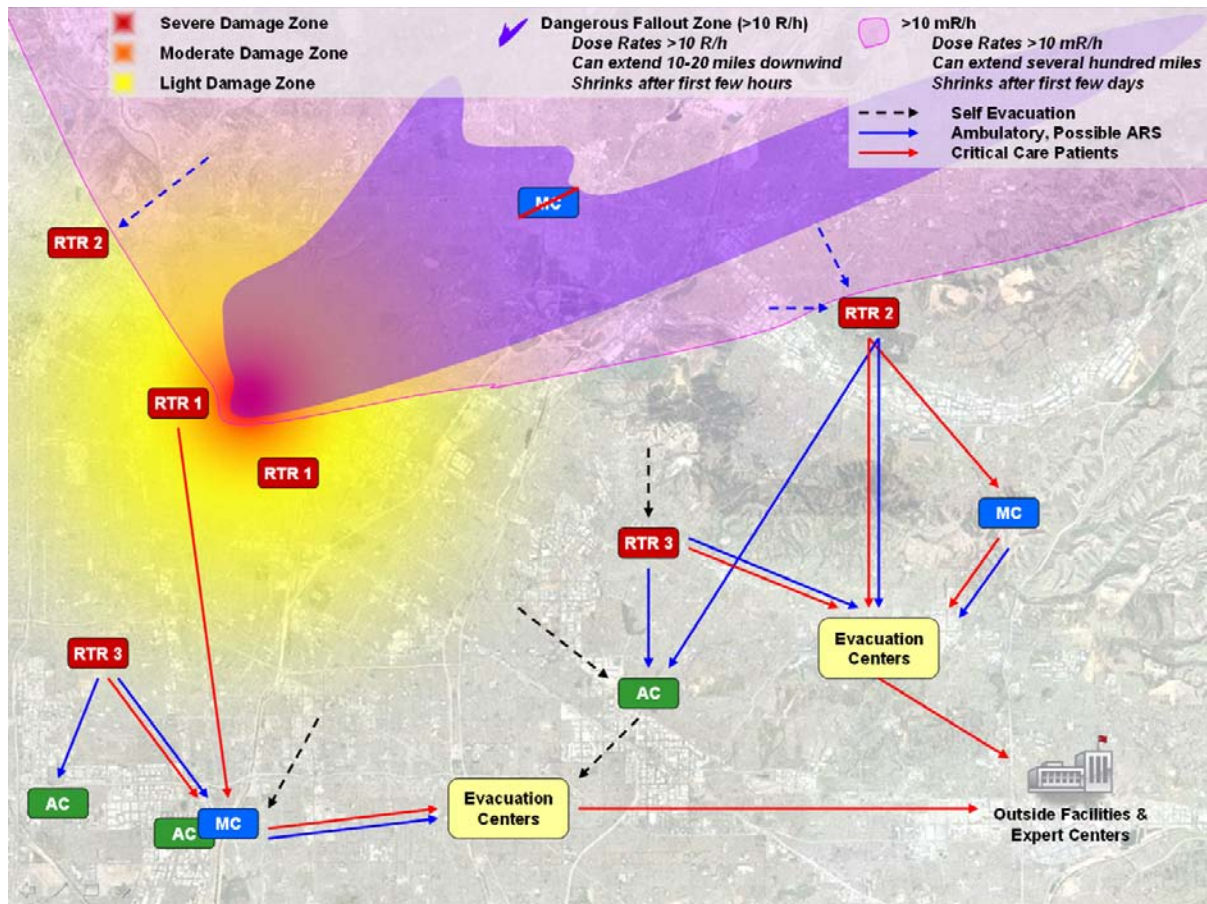 Severe Damage Zone
Moderate Damage Zone
Light Damage Zone
Dangerous Fallout Zone (>10 R/h)
Dose Rates >10 R/h
Can extend 10-20 miles downwind
Shrinks after first few hours
>10 mR/h
Dose Rates >10 mR/h
Can extend several hundred miles
Shrinks after first few days
Self Evacuation
Ambulatory, Possible ARS
Critical Care Patients
MC
RTR 2
RTR 2
RTR 1
RTR 1
MC
RTR 3
Evacuation
Centers
RTR 3
AC
AC
AC
MC
Evacuation
Centers
Outside Facilities &
Expert Centers